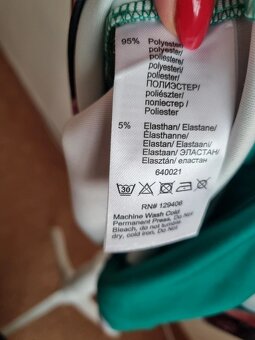 95% Polyester/
polyester/
poliestere/
polyester/
polyesteri/
ПОЛИЭСТЕР/
poliészter/
полиестер /
Poliester
5% Elasthan/ Elastane/
Élasthanne/
Elastan/ Elastaani/
Elastaan/ ЭЛАСТАН/
Elasztán/ еластан
640021
30
RN# 129406
Machine Wash Cold
Permanent Press, Do Not
Bleach, do not tumble
dry, cold iron, Do Not